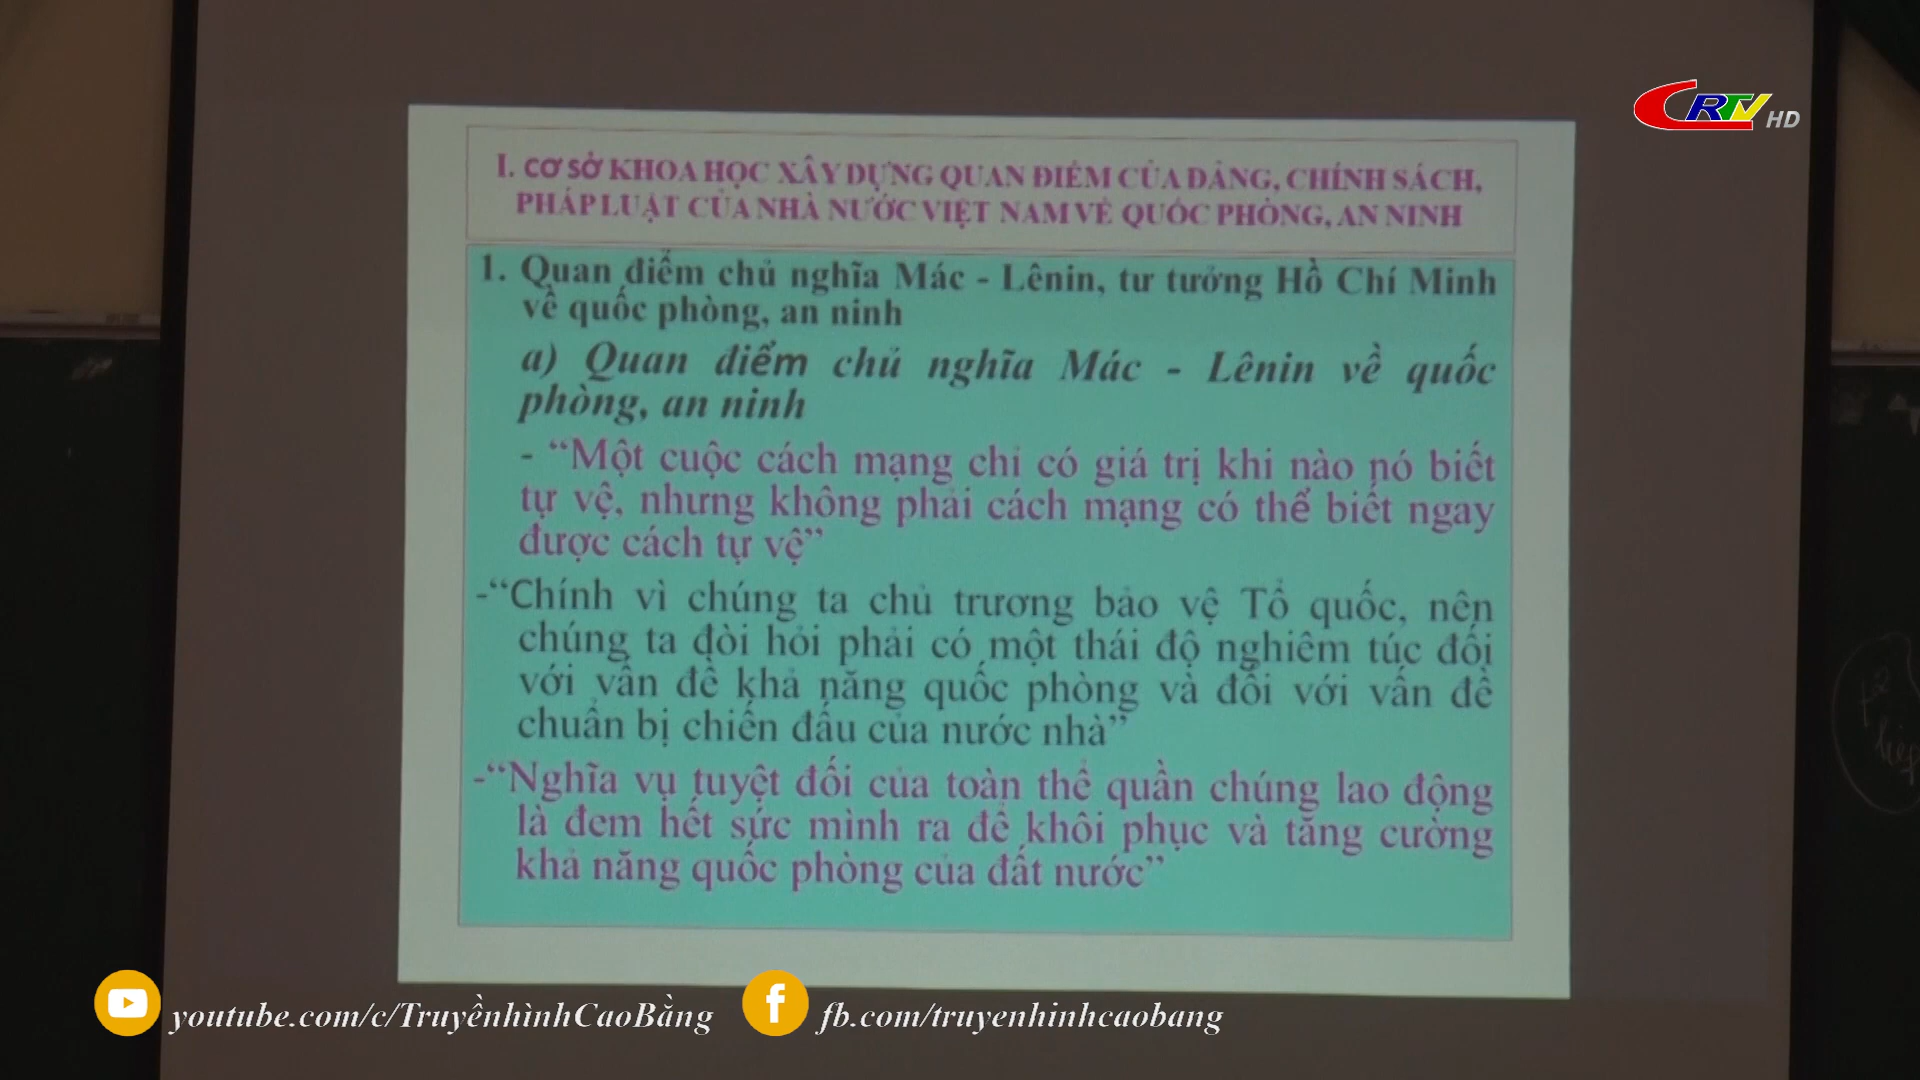 CRTV HD
I. CƠ SỞ KHOA HỌC XÂY DỰNG QUAN ĐIỂM CỦA ĐẢNG, CHÍNH SÁCH,
PHÁP LUẬT CỦA NHÀ NƯỚC VIỆT NAM VỀ QUỐC PHÒNG, AN NINH
1. Quan điểm chủ nghĩa Mác - Lênin, tư tưởng Hồ Chí Minh
về quốc phòng, an ninh
a) Quan điểm chủ nghĩa Mác - Lênin về quốc
phòng, an ninh
- “Một cuộc cách mạng chỉ có giá trị khi nào nó biết
tự vệ, nhưng không phải cách mạng có thể biết ngay
được cách tự vệ”
-“Chính vì chúng ta chủ trương bảo vệ Tổ quốc, nên
chúng ta đòi hỏi phải có một thái độ nghiêm túc đối
với vấn đề khả năng quốc phòng và đối với vấn đề
chuẩn bị chiến đấu của nước nhà”
-“Nghĩa vụ tuyệt đối của toàn thể quần chúng lao động
là đem hết sức mình ra để khôi phục và tăng cường
khả năng quốc phòng của đất nước”
youtube.com/c/TruyềnhìnhCaoBằng
fb.com/truyenhinhcaobang